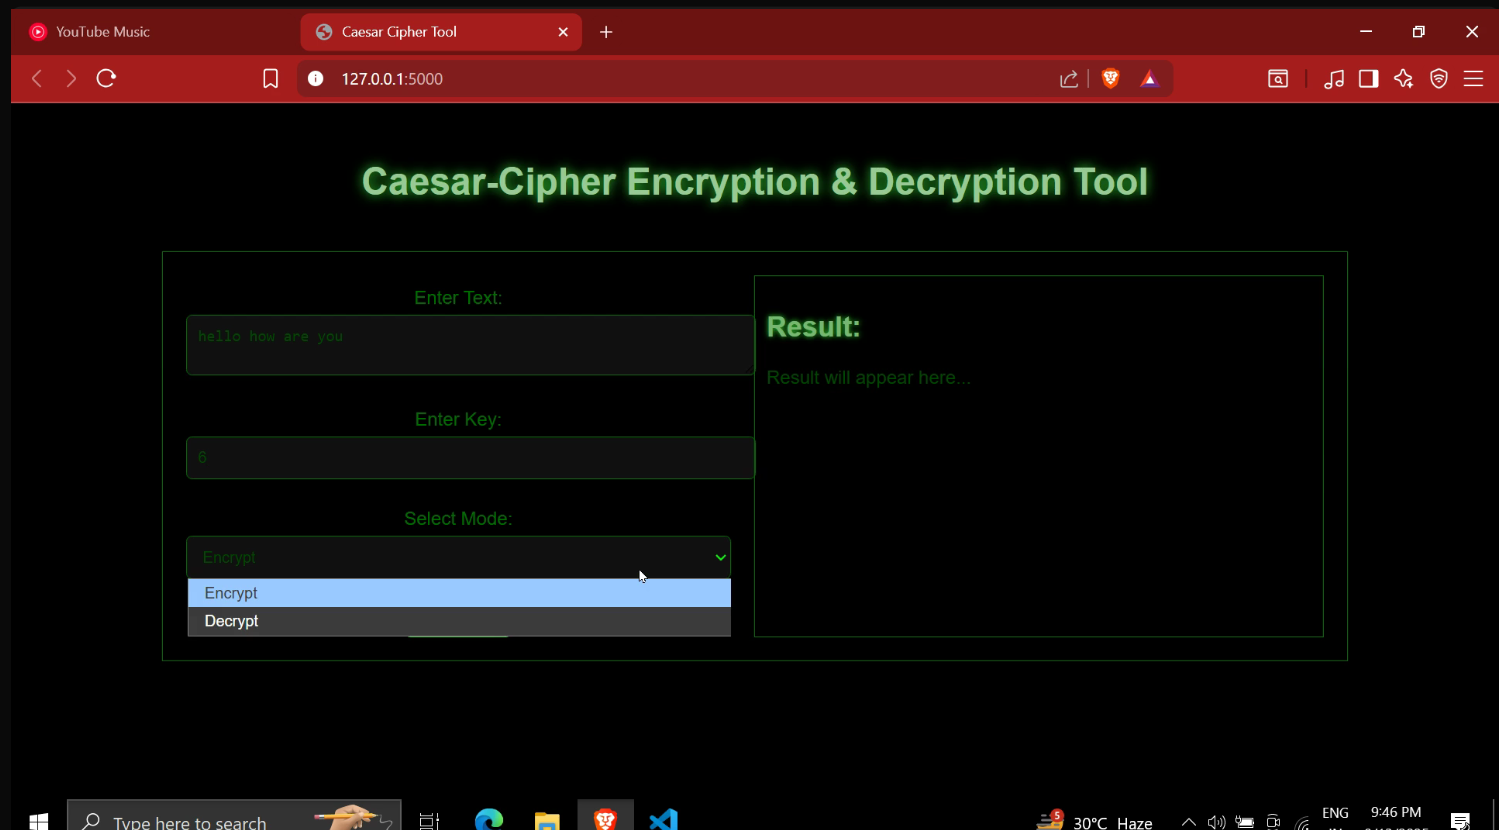 YouTube Music
Caesar Cipher Tool
127.0.0.1:5000
Caesar-Cipher Encryption & Decryption Tool
Enter Text:
hello how are you
Enter Key:
6
Select Mode:
Encrypt
Encrypt
Decrypt
Result:
Result will appear here...
Type here to search
5
30°C Haze
ENG
9:46 PM